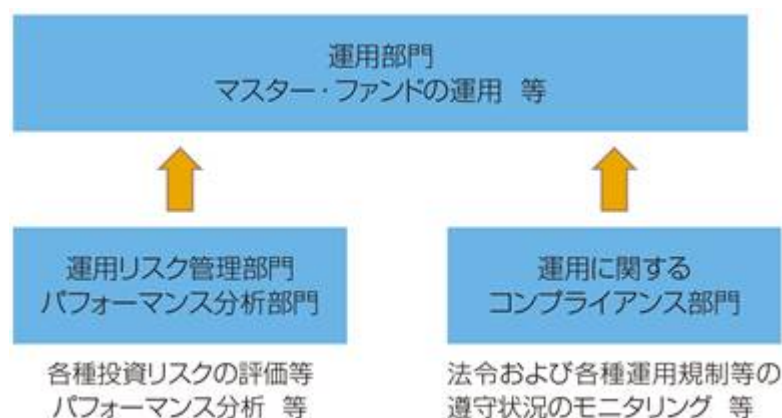 運用部門
マスター・ファンドの運用 等
運用リスク管理部門
パフォーマンス分析部門
運用に関する
コンプライアンス部門
各種投資リスクの評価等
パフォーマンス分析 等
法令および各種運用規制等の
遵守状況のモニタリング 等